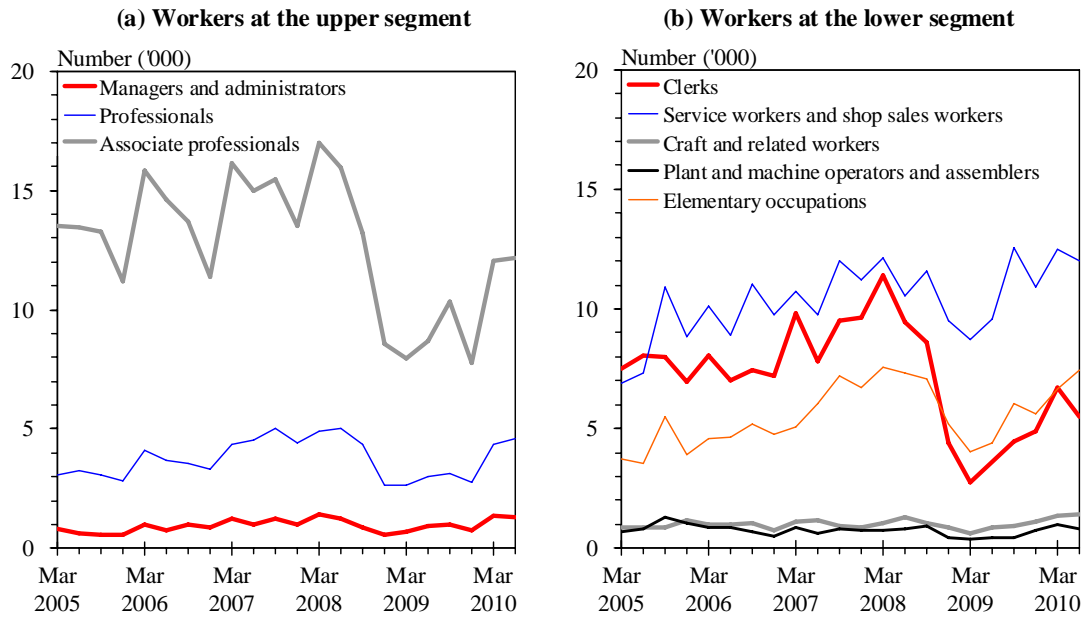 (a) Workers at the upper segment
Number ('000)
20
15
10
5
0
Managers and administrators
Professionals
Associate professionals
Mar Mar Mar Mar Mar Mar
2005 2006 2007 2008 2009 2010
(b) Workers at the lower segment
Number ('000)
20
15
10
5
0
Clerks
Service workers and shop sales workers
Craft and related workers
Plant and machine operators and assemblers
Elementary occupations
Mar Mar Mar Mar Mar Mar
2005 2006 2007 2008 2009 2010